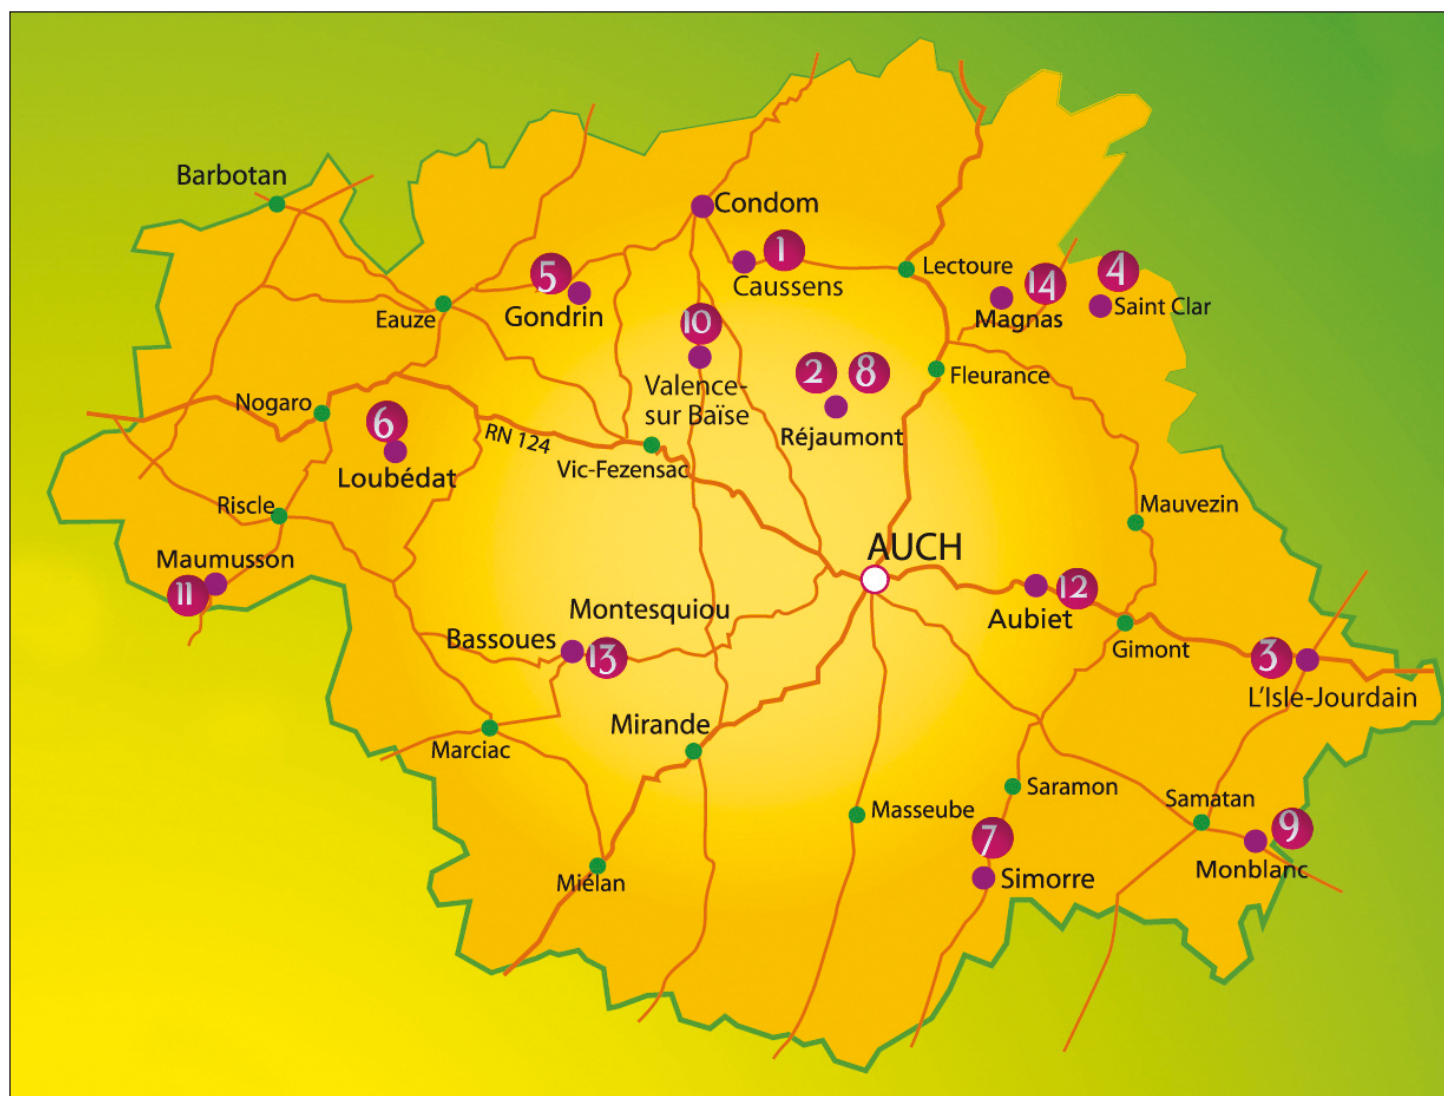 Barbotan
Condom
1
Caussens
Lectoure
4
14
Magnas
Saint Clar
5
Gondrin
Eauze
10
Valence-
sur Baïse
2
8
Réjaumont
Fleurance
Nogaro
6
Loubédat
RN 124
Vic-Fezensac
Riscle
Mauvezin
Maumusson
11
AUCH
12
Aubiet
Gimont
Montesquiou
Bassoues
13
3
L'Isle-Jourdain
Mirande
Marciac
Masseube
Saramon
Samatan
9
Monblanc
7
Simorre
Miélan